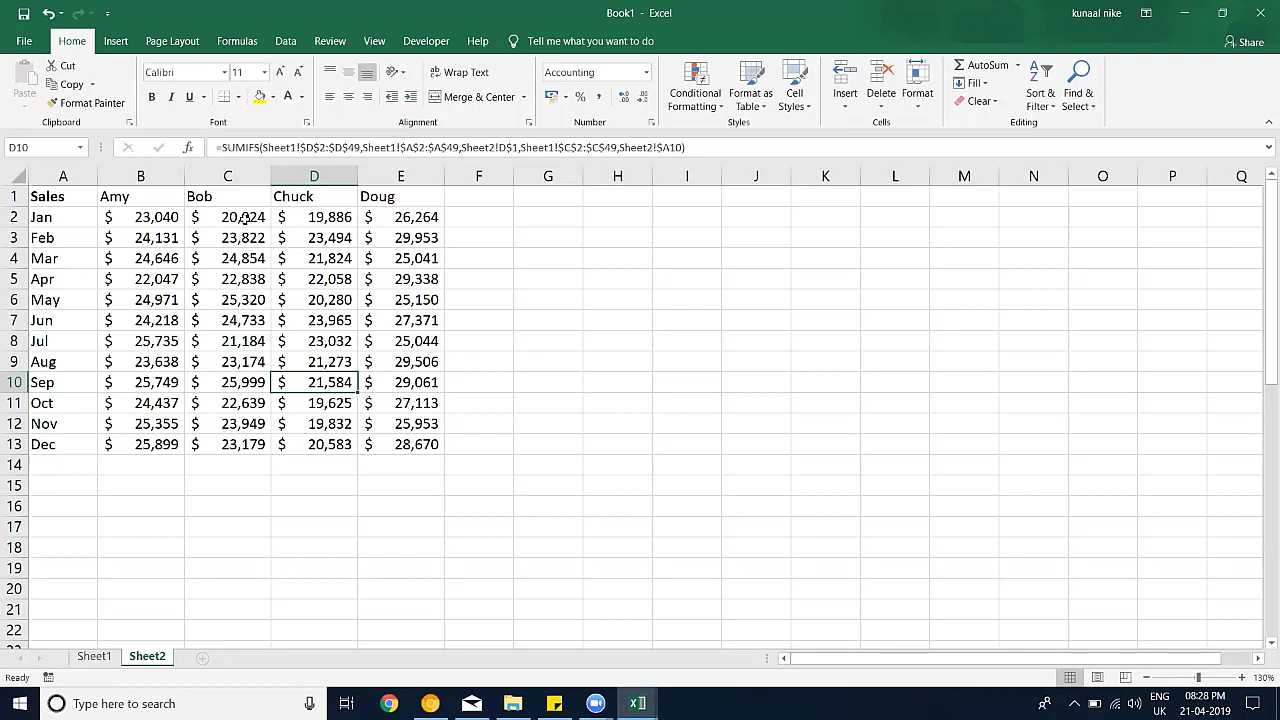 Book1 - Excel
kunaal nike
File Home Insert Page Layout Formulas Data Review View Developer Help Tell me what you want to do Share
Paste
Cut
Copy
Format Painter
Clipboard
Calibri 11
B I U
Font
Wrap Text
Merge & Center
Alignment
Accounting
Number
Conditional Formatting
Format as Table
Cell Styles
Styles
Insert Delete Format
Cells
AutoSum
Fill
Clear
Sort & Filter
Find & Select
Editing
D10 fx =SUMIFS(Sheet1!$D$2:$D$49,Sheet1!$A$2:$A$49,Sheet2!D$1,Sheet1!$C$2:$C$49,Sheet2!$A10)
A B C D E F G H I J K L M N O P Q
1 Sales Amy Bob Chuck Doug
2 Jan $ 23,040 $ $ 19,886 $ 26,264
3 Feb $ 24,131 $ 23,822 $ 23,494 $ 29,953
4 Mar $ 24,646 $ 24,854 $ 21,824 $ 25,041
5 Apr $ 22,047 $ 22,838 $ 22,058 $ 29,338
6 May $ 24,971 $ 25,320 $ 20,280 $ 25,150
7 Jun $ 24,218 $ 24,733 $ 23,965 $ 27,371
8 Jul $ 25,735 $ 21,184 $ 23,032 $ 25,044
9 Aug $ 23,638 $ 23,174 $ 21,273 $ 29,506
10 Sep $ 25,749 $ 25,999 $ 21,584 $ 29,061
11 Oct $ 24,437 $ 22,639 $ 19,625 $ 27,113
12 Nov $ 25,355 $ 23,949 $ 19,832 $ 25,953
13 Dec $ 25,899 $ 23,179 $ 20,583 $ 28,670
14
15
16
17
18
19
20
21
22
Sheet1 Sheet2
Ready 130%
Type here to search
ENG 08:28 PM
UK 21-04-2019